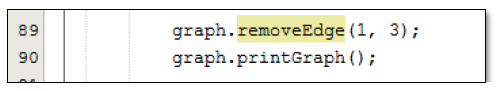 89 graph.removeEdge(1, 3);
90 graph.printGraph();